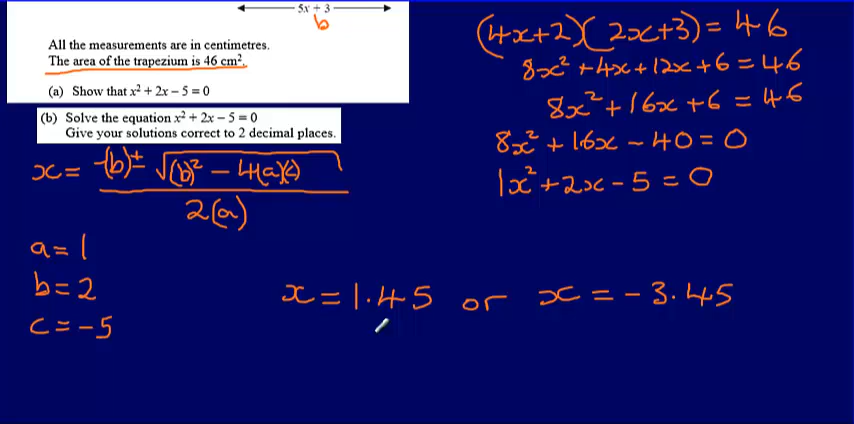 5x + 3
b
All the measurements are in centimetres.
The area of the trapezium is 46 cm².
(a) Show that x² + 2x – 5 = 0
(b) Solve the equation x² + 2x – 5 = 0
Give your solutions correct to 2 decimal places.
x = -(b)± √(b)² – 4(a)(c) / 2(a)
a = 1
b = 2
c = -5
(4x+2)(2x+3) = 46
8x² + 4x + 12x + 6 = 46
8x² + 16x + 6 = 46
8x² + 16x – 40 = 0
1x² + 2x – 5 = 0
x = 1.45 or x = -3.45